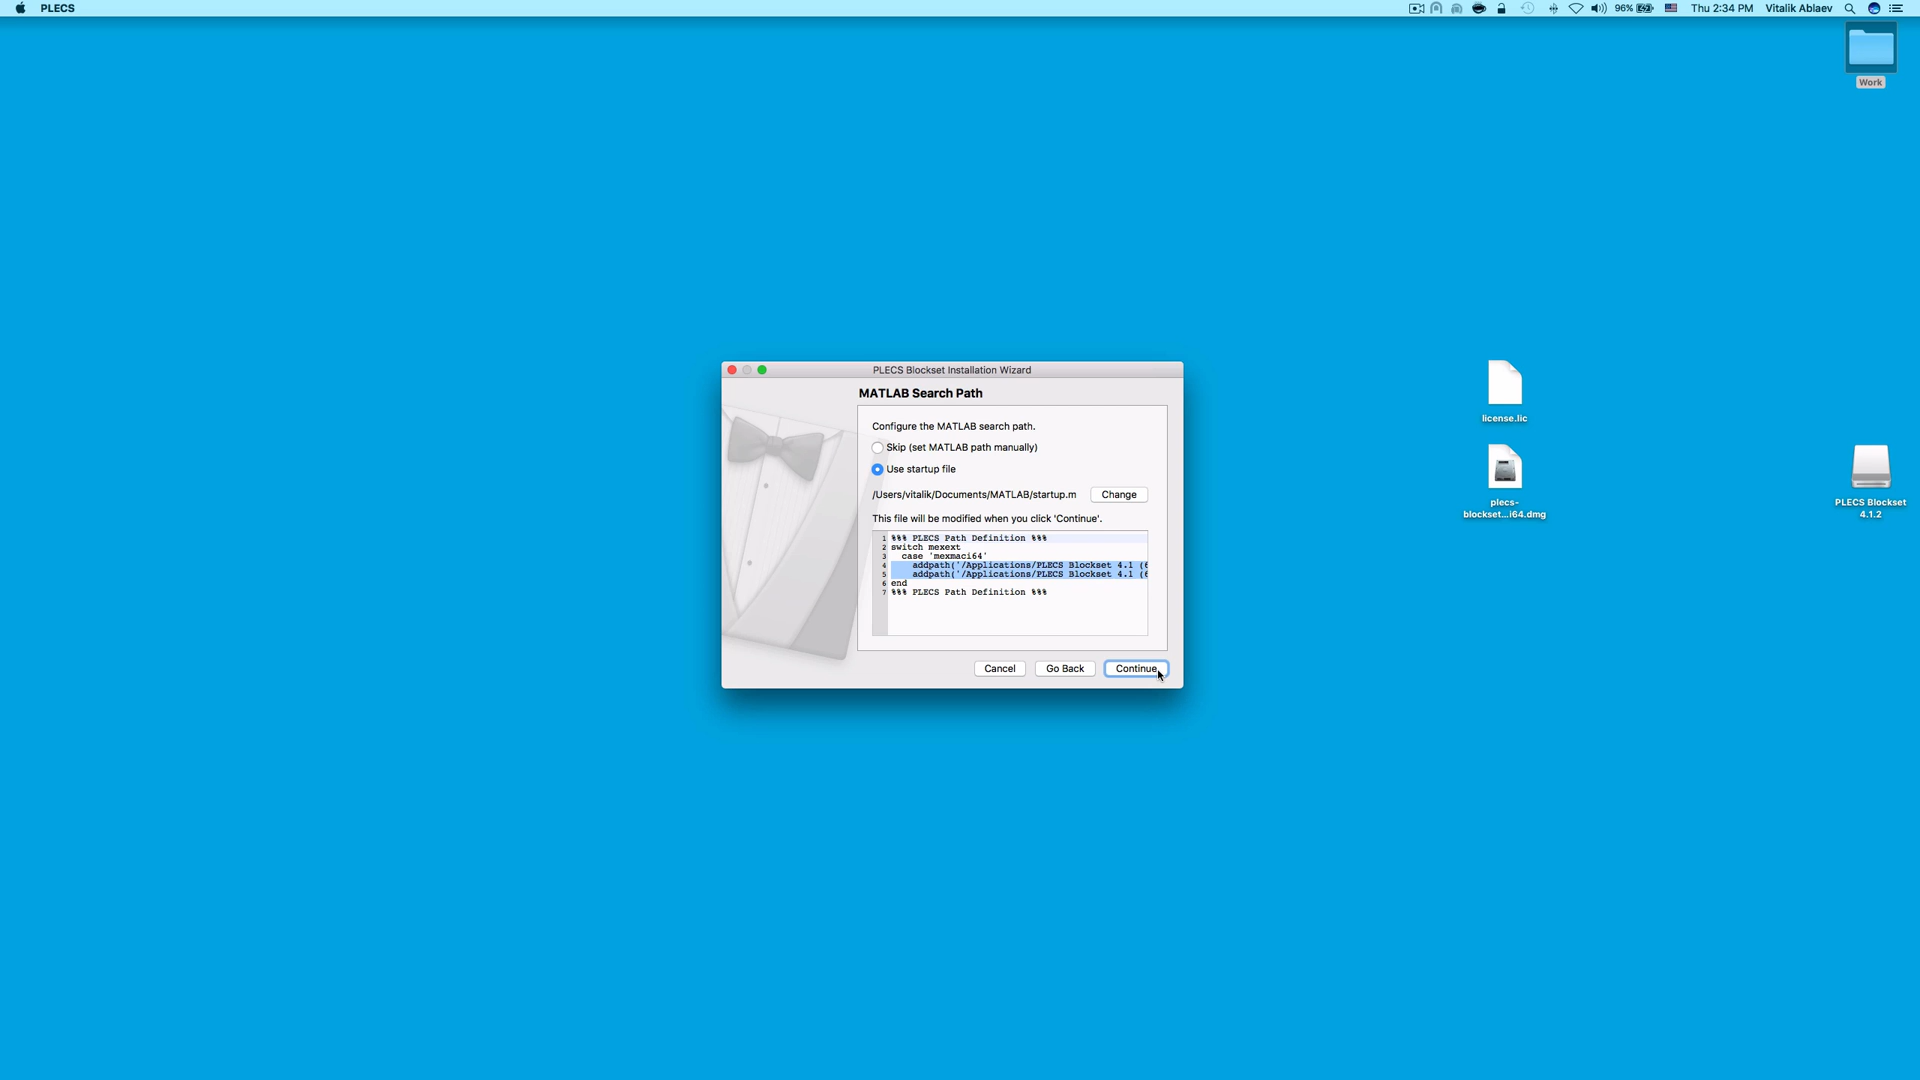 PLECS
96%
Thu 2:34 PM
Vitalik Ablaev
Work
PLECS Blockset Installation Wizard
MATLAB Search Path
Configure the MATLAB search path.
Skip (set MATLAB path manually)
Use startup file
/Users/vitalik/Documents/MATLAB/startup.m
Change
This file will be modified when you click 'Continue'.
1 %%% PLECS Path Definition %%%
2 switch mexext
3 case 'mexmaci64'
4 addpath('/Applications/PLECS Blockset 4.1 (6
5 addpath('/Applications/PLECS Blockset 4.1 (6
6 end
7 %%% PLECS Path Definition %%%
Cancel
Go Back
Continue
license.lic
plecs-
blockset...i64.dmg
PLECS Blockset
4.1.2